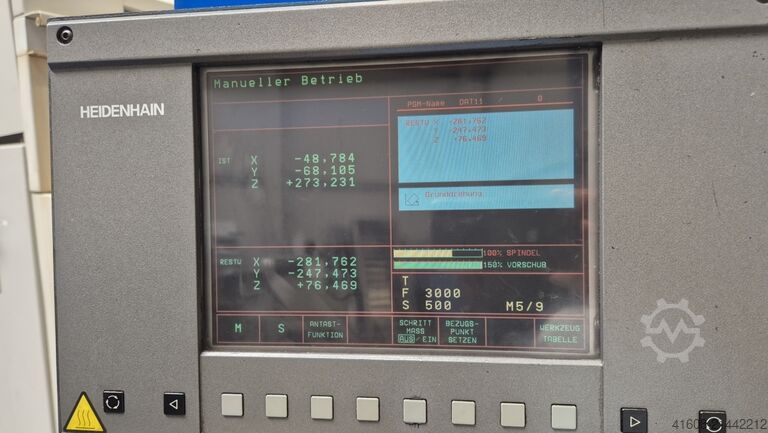 HEIDENHAIN
Manueller Betrieb
PGM-Name DAT11 / 0
RESTW X -281,762
Y -247,473
Z +76,469
IST X -48,784
Y -68,105
Z +273,231
Grunddrehung
RESTW X -281,762
Y -247,473
Z +76,469
100% SPINDEL
150% VORSCHUB
T
F 3000
S 500 M5/9
M
S
ANTAST-
FUNKTION
SCHRITT
MASS
AUS / EIN
BEZUGS-
PUNKT
SETZEN
WERKZEUG
TABELLE